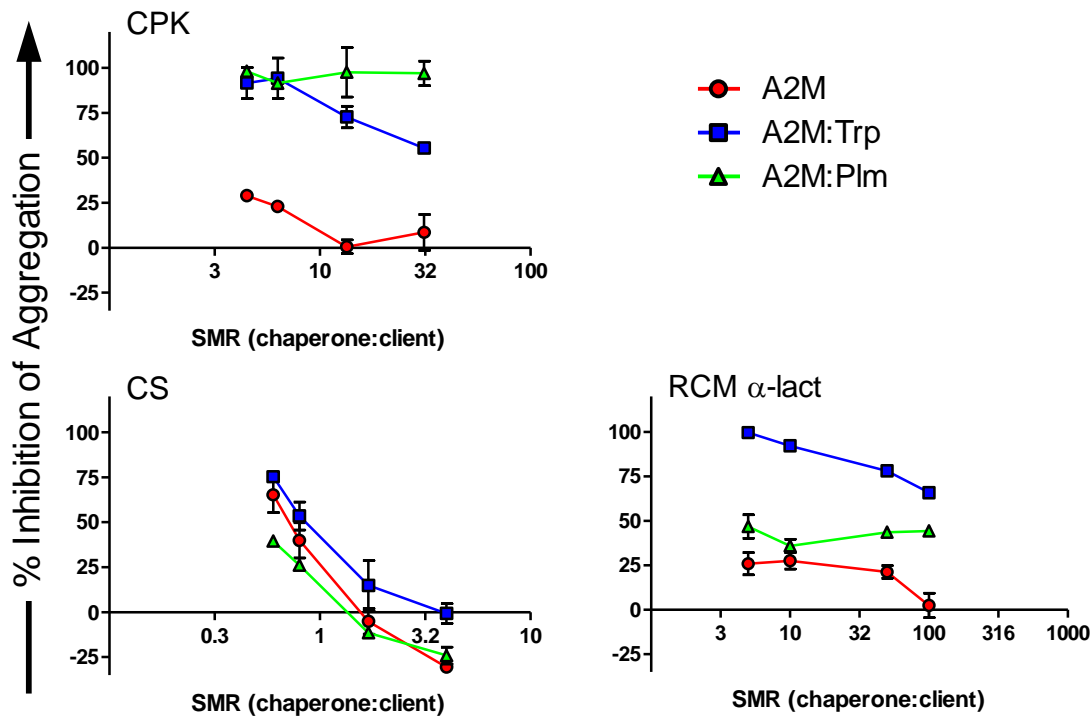 % Inhibition of Aggregation
CPK
100
75
50
25
0
-25
3 10 32 100
SMR (chaperone:client)
A2M
A2M:Trp
A2M:Plm
CS
100
75
50
25
0
-25
0.3 1 3.2 10
SMR (chaperone:client)
RCM α-lact
100
75
50
25
0
-25
3 10 32 100 316 1000
SMR (chaperone:client)